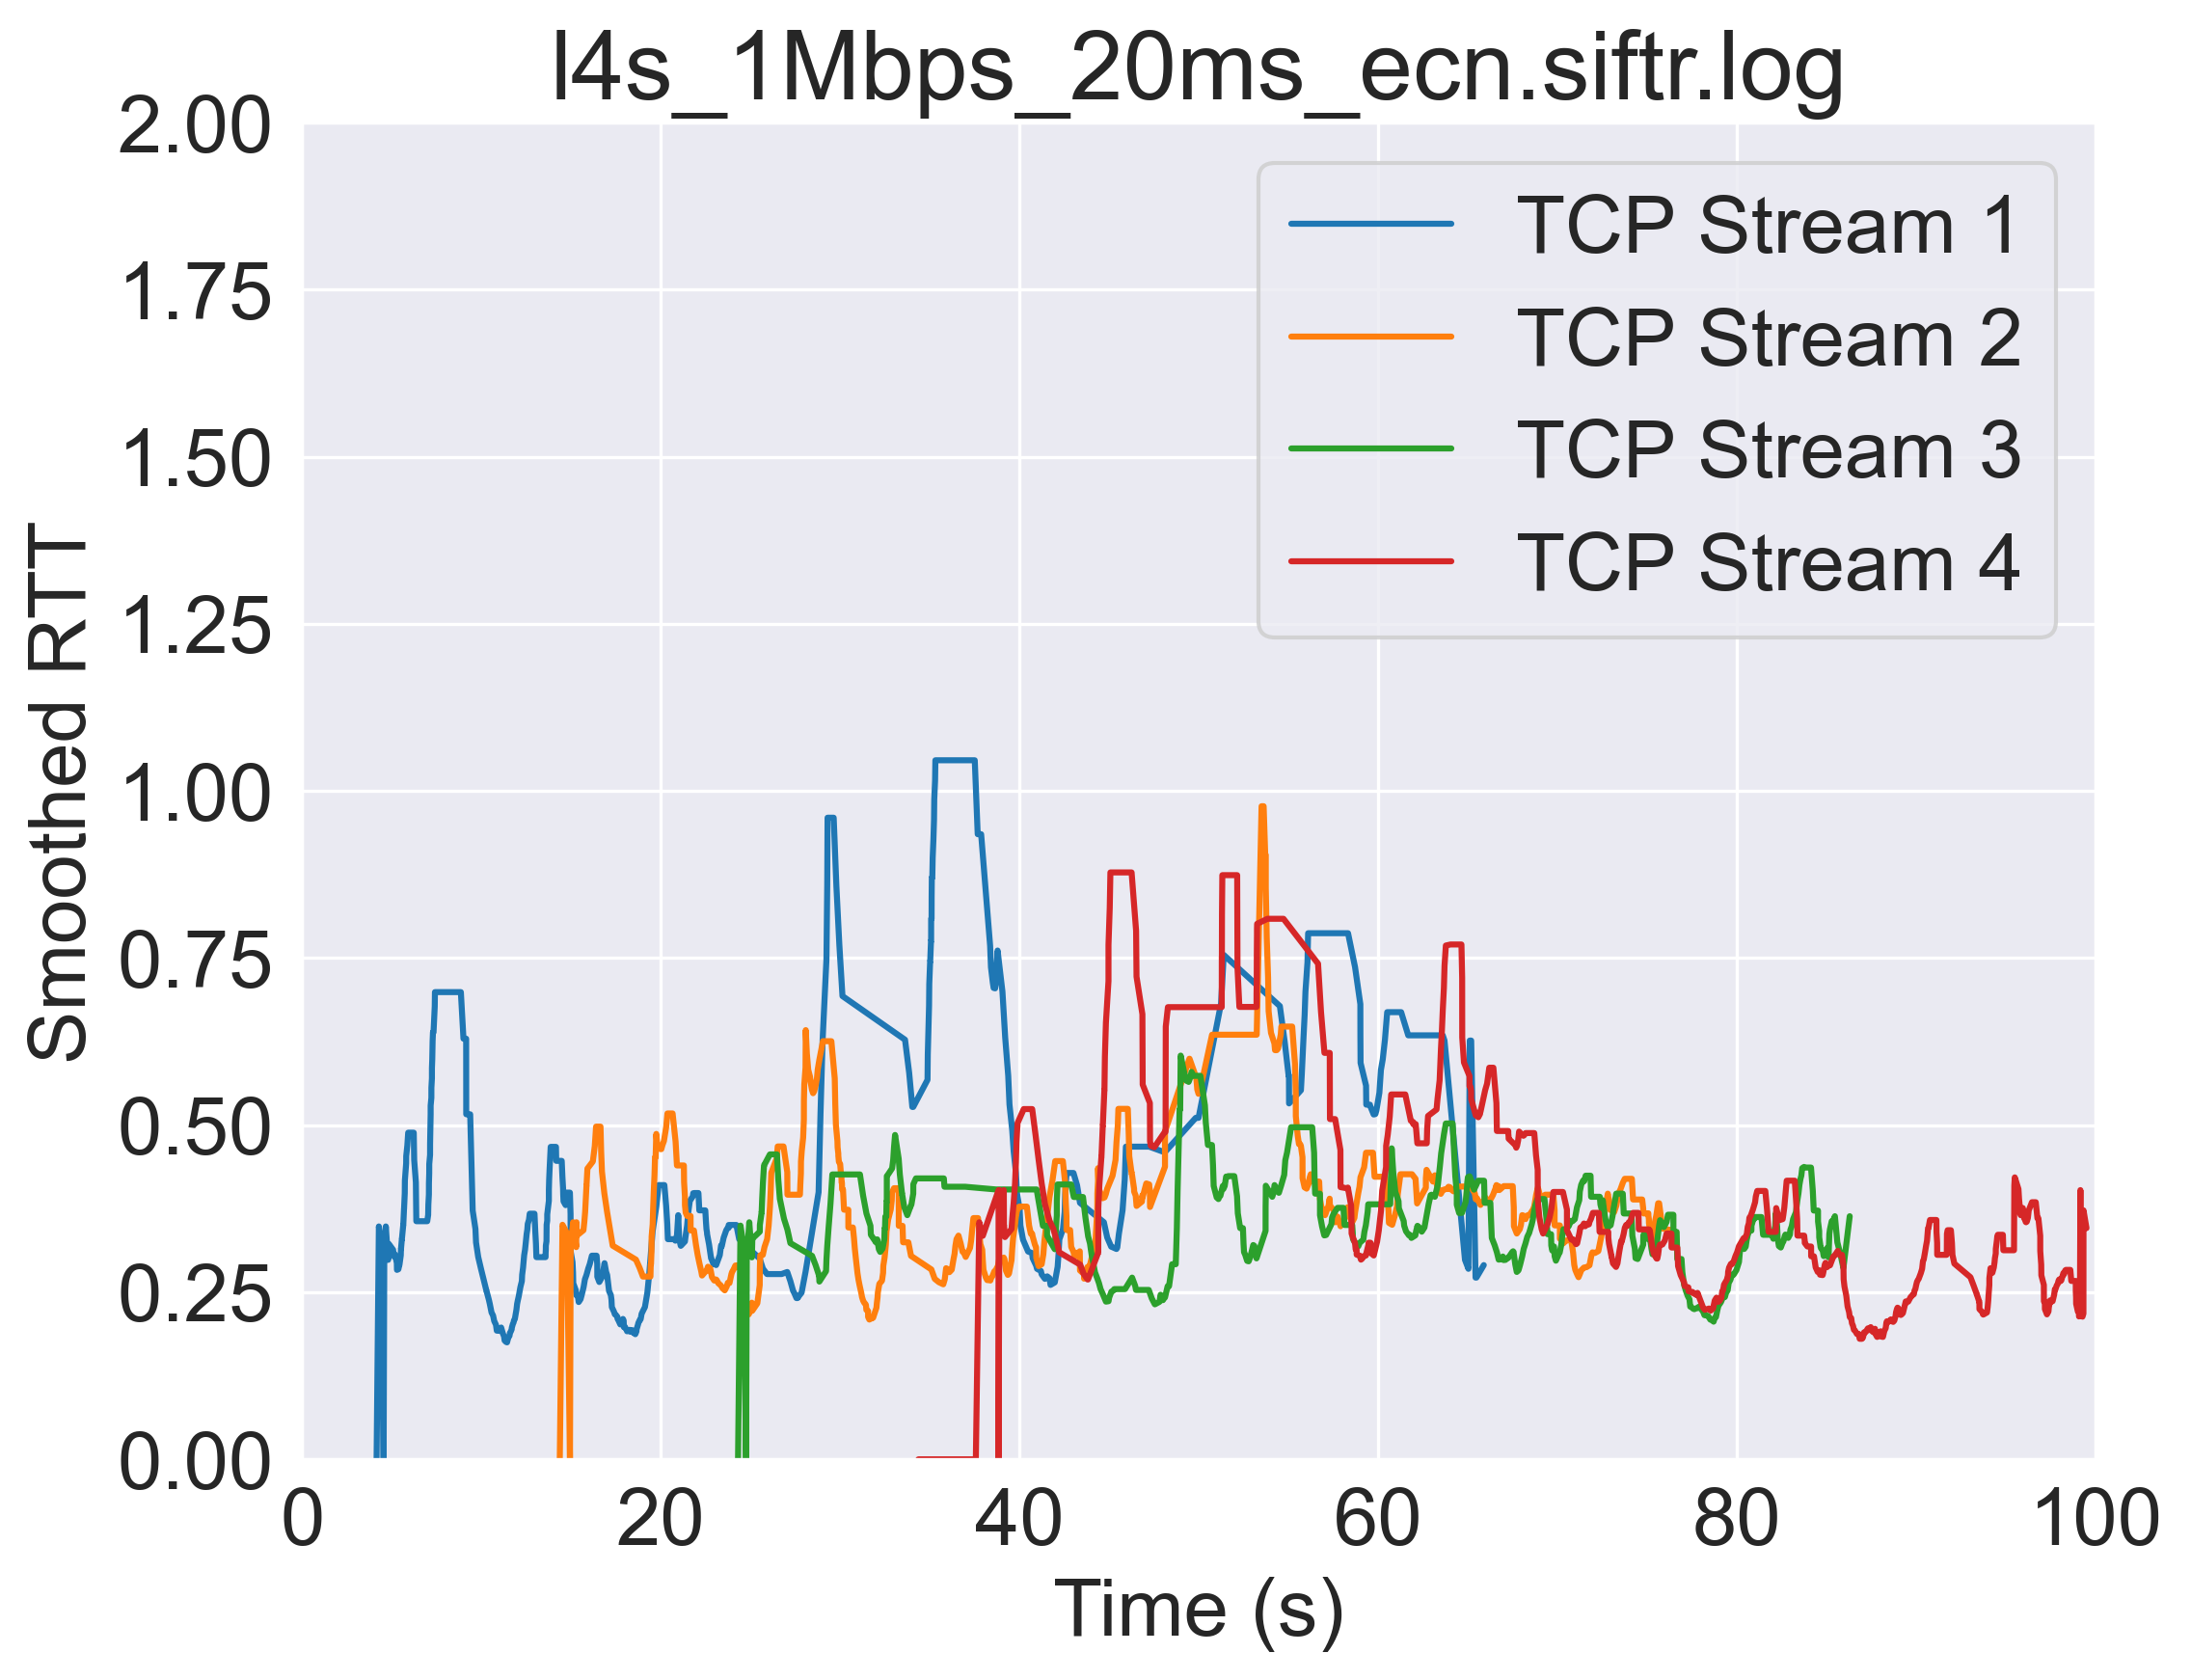 l4s_1Mbps_20ms_ecn.siftr.log
2.00
1.75
1.50
1.25
1.00
0.75
0.50
0.25
0.00
Smoothed RTT
TCP Stream 1
TCP Stream 2
TCP Stream 3
TCP Stream 4
0 20 40 60 80 100
Time (s)